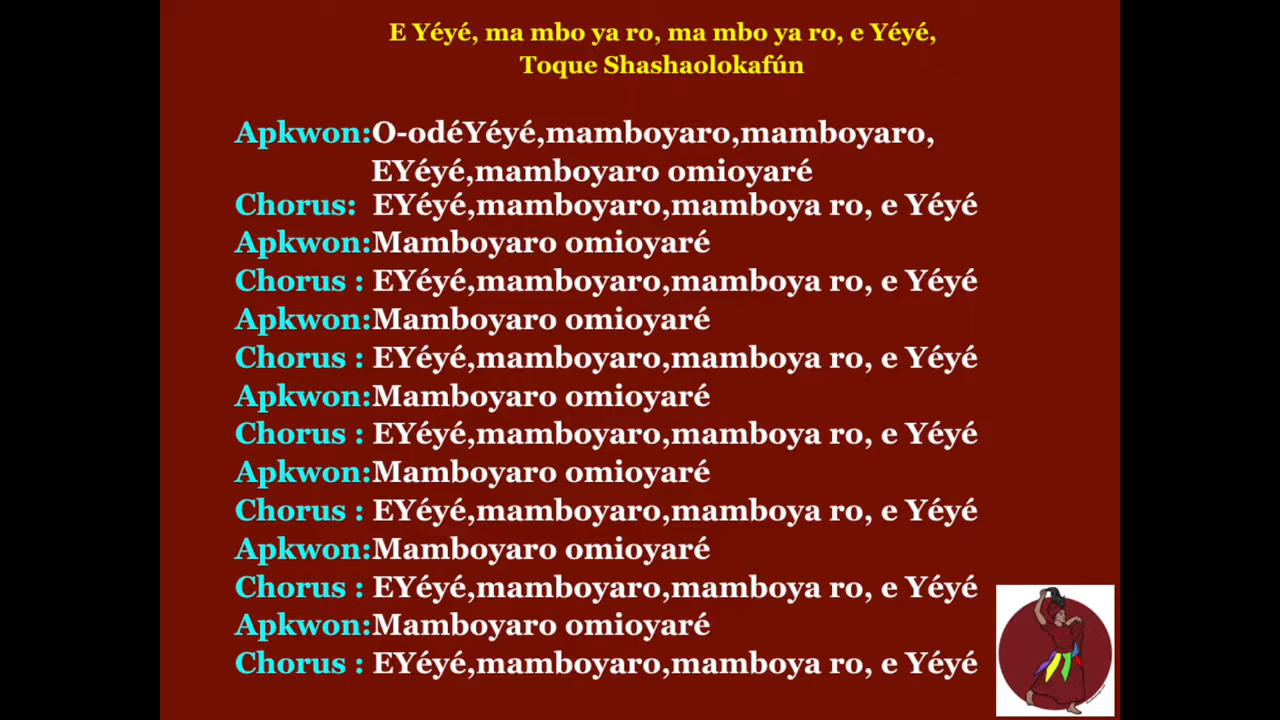 E Yéyé, ma mbo ya ro, ma mbo ya ro, e Yéyé,
Toque Shashaolokafún
Apkwon:O-odéYéyé,mamboyaro,mamboyaro,
EYéyé,mamboyaro omioyaré
Chorus: EYéyé,mamboyaro,mamboya ro, e Yéyé
Apkwon:Mamboyaro omioyaré
Chorus : EYéyé,mamboyaro,mamboya ro, e Yéyé
Apkwon:Mamboyaro omioyaré
Chorus : EYéyé,mamboyaro,mamboya ro, e Yéyé
Apkwon:Mamboyaro omioyaré
Chorus : EYéyé,mamboyaro,mamboya ro, e Yéyé
Apkwon:Mamboyaro omioyaré
Chorus : EYéyé,mamboyaro,mamboya ro, e Yéyé
Apkwon:Mamboyaro omioyaré
Chorus : EYéyé,mamboyaro,mamboya ro, e Yéyé
Apkwon:Mamboyaro omioyaré
Chorus : EYéyé,mamboyaro,mamboya ro, e Yéyé